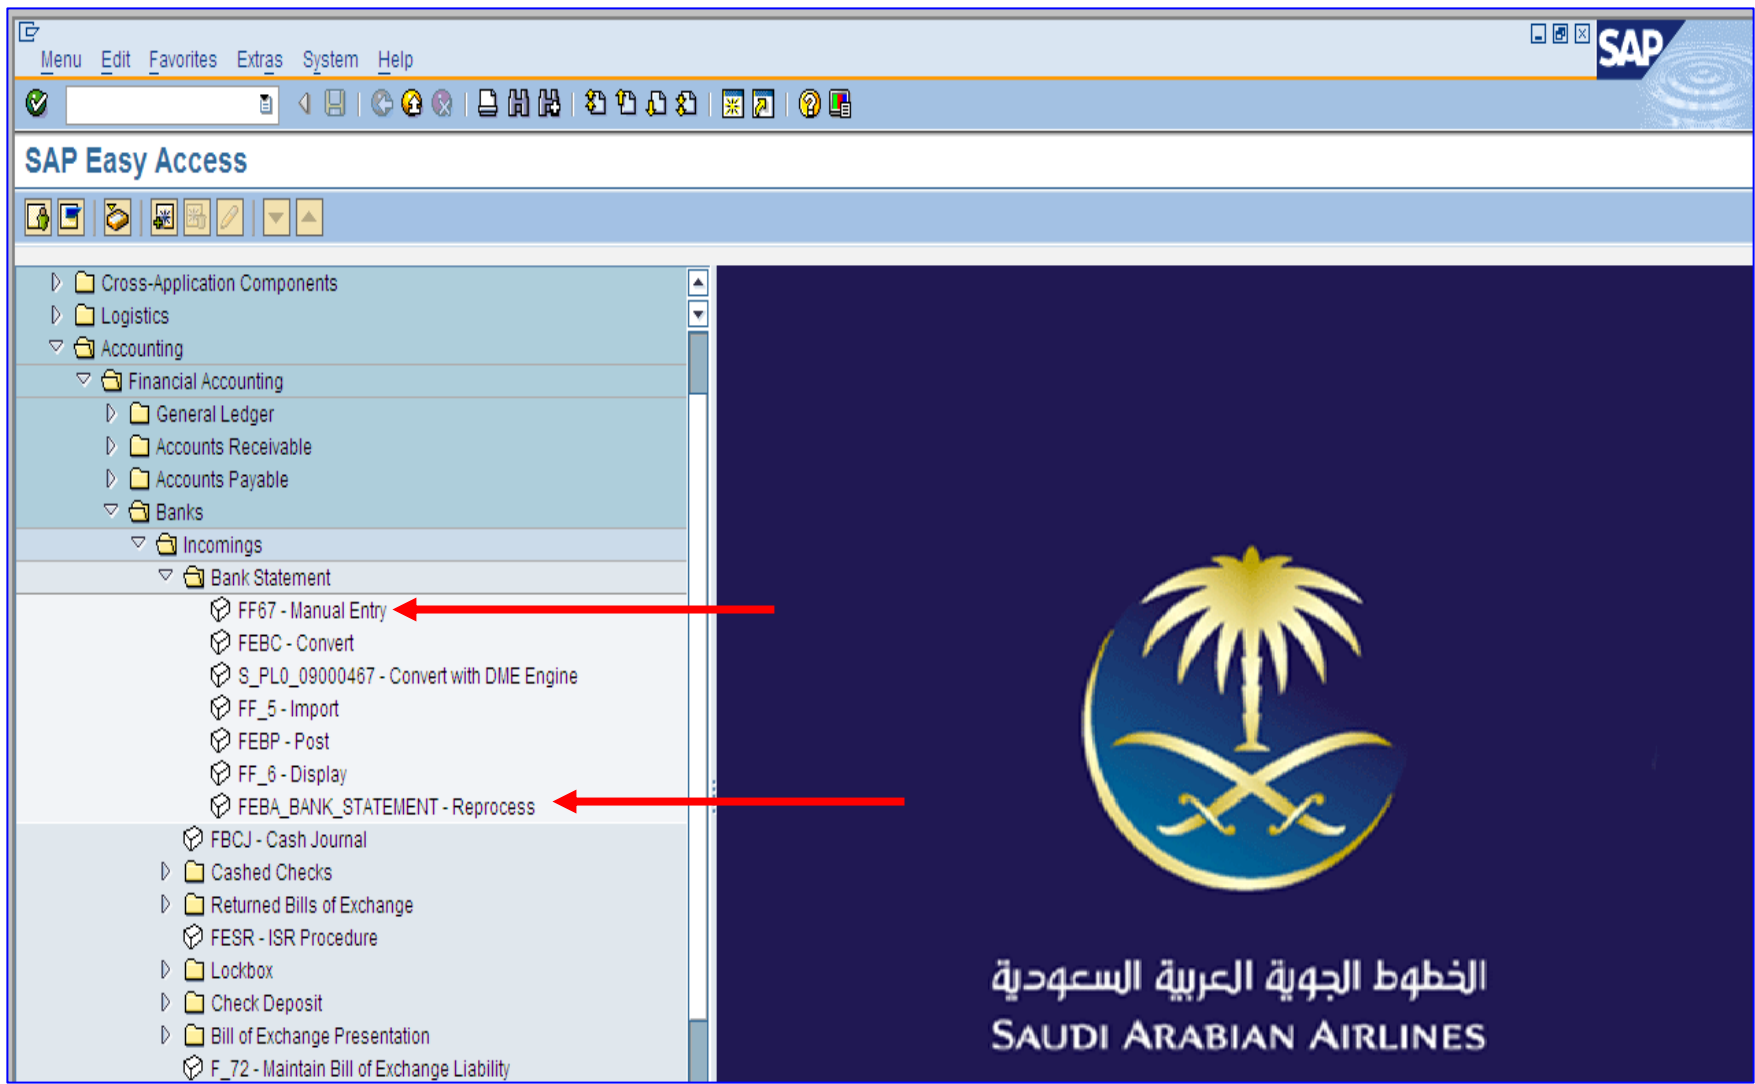 Menu Edit Favorites Extras System Help
SAP
SAP Easy Access
Cross-Application Components
Logistics
Accounting
Financial Accounting
General Ledger
Accounts Receivable
Accounts Payable
Banks
Incomings
Bank Statement
FF67 - Manual Entry
FEBC - Convert
S_PL0_09000467 - Convert with DME Engine
FF_5 - Import
FEBP - Post
FF_6 - Display
FEBA_BANK_STATEMENT - Reprocess
FBCJ - Cash Journal
Cashed Checks
Returned Bills of Exchange
FESR - ISR Procedure
Lockbox
Check Deposit
Bill of Exchange Presentation
F_72 - Maintain Bill of Exchange Liability
الخطوط الجوية العربية السعودية
SAUDI ARABIAN AIRLINES